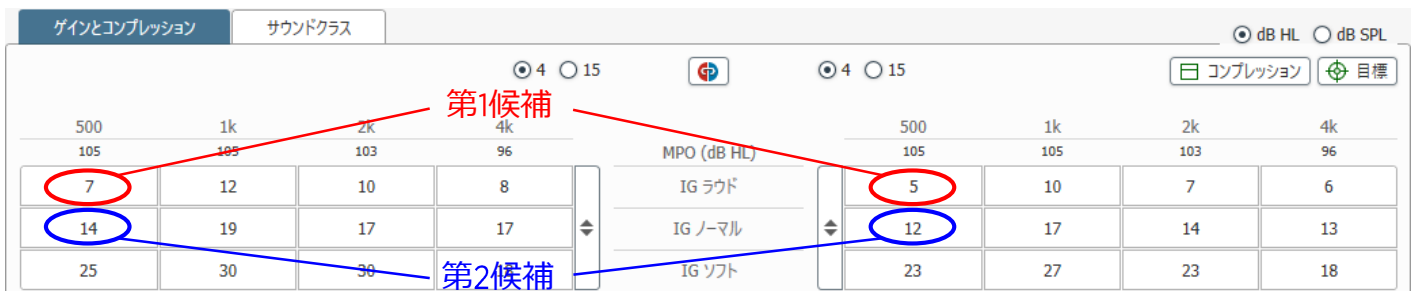 ゲインとコンプレッション サウンドクラス
dB HL dB SPL
4 15 4 15 コンプレッション 目標
第1候補
500 1k 2k 4k 500 1k 2k 4k
105 105 103 96 MPO (dB HL) 105 105 103 96
7 12 10 8 IG ラウド 5 10 7 6
14 19 17 17 IG ノーマル 12 17 14 13
25 30 30 IG ソフト 23 27 23 18
第2候補